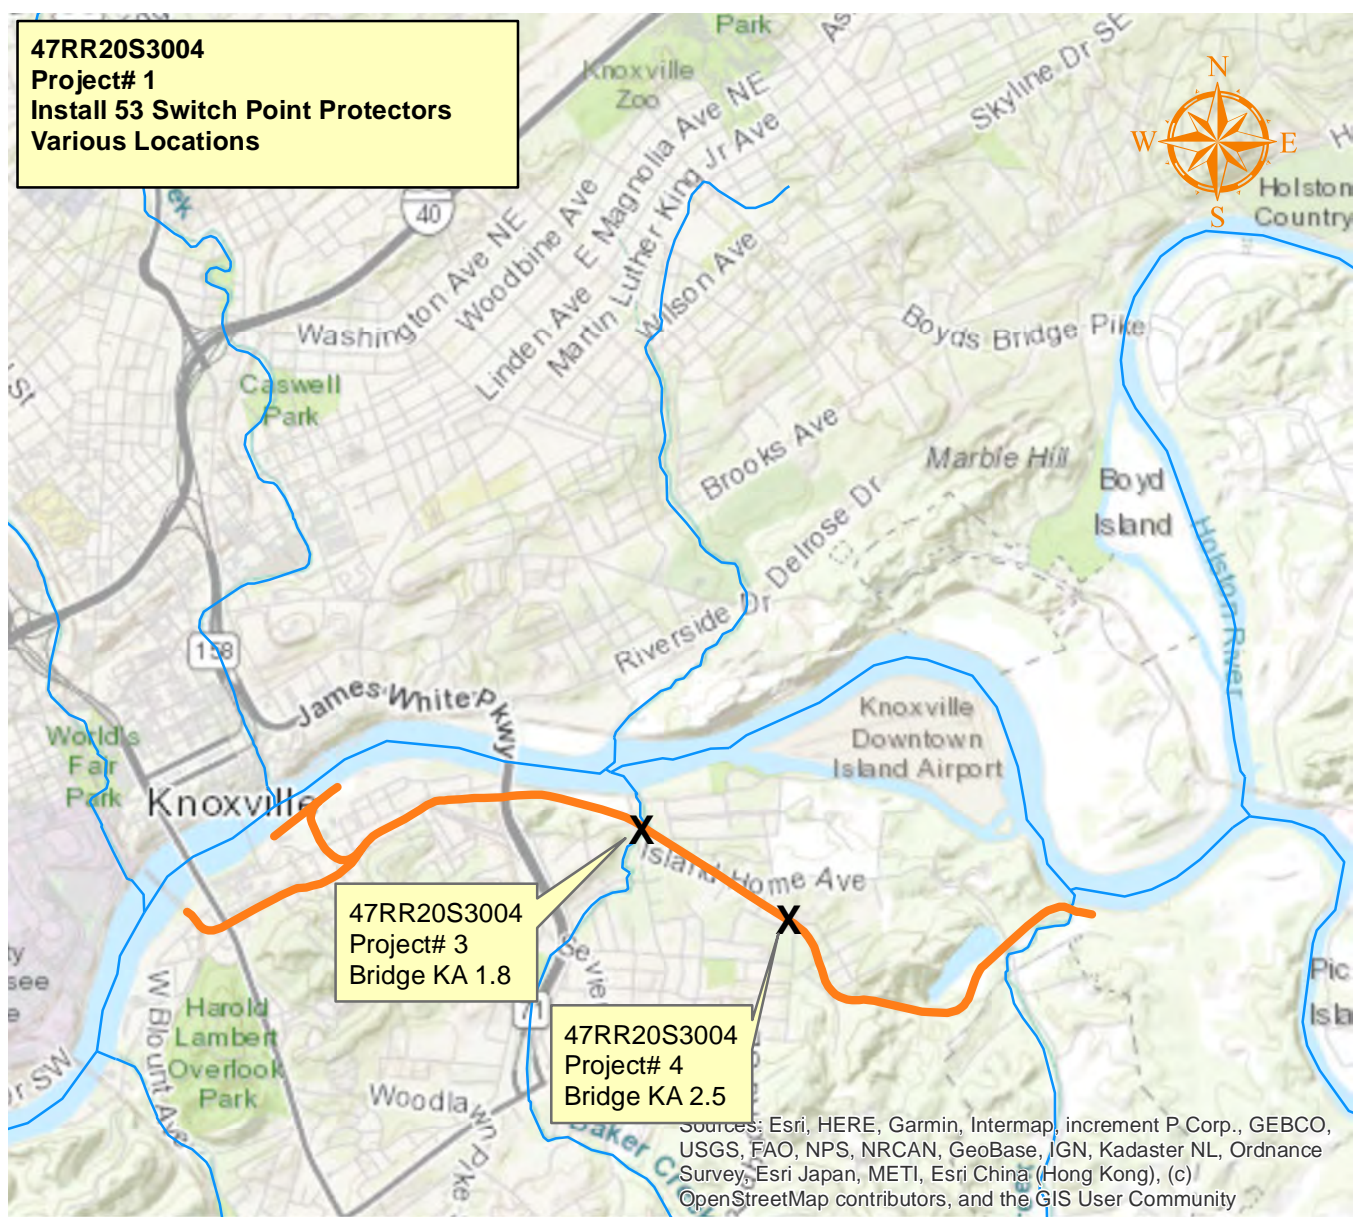 47RR20S3004
Project# 1
Install 53 Switch Point Protectors
Various Locations
Park
Knoxville
Zoo
Skyline Dr SE
N
W
E
S
Holston
Country
40
E Magnolia Ave NE
Martin Luther King Jr Ave
Woodbine Ave
Washington Ave NE
Linden Ave
Wilson Ave
Boyds Bridge Pike
St
Caswell
Park
Brooks Ave
Marble Hill
Boyd
Island
Delrose Dr
Holston River
Riverside Dr
158
James White Pkwy
World's
Fair
Park
Knoxville
Knoxville
Downtown
Island Airport
Island Home Ave
47RR20S3004
Project# 3
Bridge KA 1.8
X
X
71
47RR20S3004
Project# 4
Bridge KA 2.5
W Blount Ave
Harold
Lambert
Overlook
Park
Woodlawn Pike
Sources: Esri, HERE, Garmin, Intermap, increment P Corp., GEBCO,
USGS, FAO, NPS, NRCAN, GeoBase, IGN, Kadaster NL, Ordnance
Survey, Esri Japan, METI, Esri China (Hong Kong), (c)
OpenStreetMap contributors, and the GIS User Community